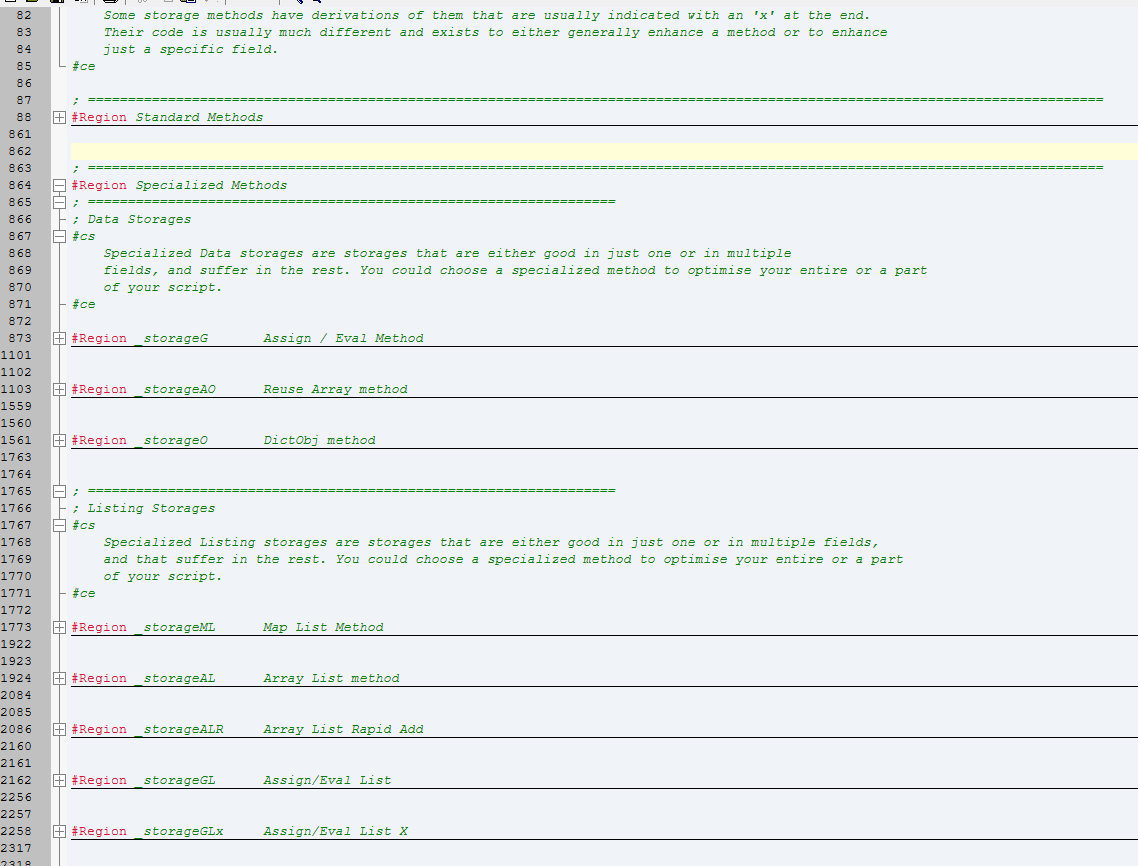 82 Some storage methods have derivations of them that are usually indicated with an 'x' at the end.
83 Their code is usually much different and exists to either generally enhance a method or to enhance
84 just a specific field.
85 #ce
86
87 ; ===============================================================================================================================
88 #Region Standard Methods
861
862
863 ; ===============================================================================================================================
864 #Region Specialized Methods
865 ; ==================================================================
866 ; Data Storages
867 #cs
868 Specialized Data storages are storages that are either good in just one or in multiple
869 fields, and suffer in the rest. You could choose a specialized method to optimise your entire or a part
870 of your script.
871 #ce
872
873 #Region _storageG Assign / Eval Method
1101
1102
1103 #Region _storageAO Reuse Array method
1559
1560
1561 #Region _storageO DictObj method
1763
1764
1765 ; ==================================================================
1766 ; Listing Storages
1767 #cs
1768 Specialized Listing storages are storages that are either good in just one or in multiple fields,
1769 and that suffer in the rest. You could choose a specialized method to optimise your entire or a part
1770 of your script.
1771 #ce
1772
1773 #Region _storageML Map List Method
1922
1923
1924 #Region _storageAL Array List method
2084
2085
2086 #Region _storageALR Array List Rapid Add
2160
2161
2162 #Region _storageGL Assign/Eval List
2256
2257
2258 #Region _storageGLx Assign/Eval List X
2317
2318